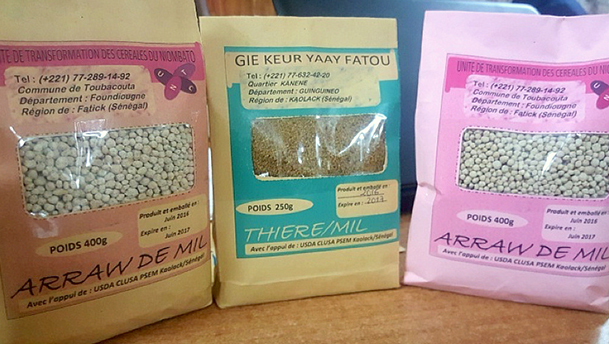 UNITE DE TRANSFORMATION DES CEREALES DU NIOMBATO
Tel : (+221) 77-289-14-92
Commune de Toubacouta
Département : Foundiougne
Région de : Fatick (Sénégal)
Produit et emballé en :
Juin 2016
Expire en :
Juin 2017
POIDS 400g
ARRAW DE MIL
Avec l'appui de : USDA CLUSA PSEM Kaolack/Sénégal
GIE KEUR YAAY FATOU
Tel : (+221) 77-632-42-20
Quartier KANENE
Département : GUINGUINEO
Région de : KAOLACK (Sénégal)
Produit et emballé en :
2016
Expire en : 2017
POIDS 250g
THIERE/MIL
Avec l'appui de : USDA CLUSA PSEM Kaolack/Sénégal
UNITE DE TRANSFORMATION DES CEREALES DU NIOMBATO
Tel : (+221) 77-289-14-92
Commune de Toubacouta
Département : Foundiougne
Région de : Fatick (Sénégal)
Produit et emballé en :
Juin 2016
Expire en :
Juin 2017
POIDS 400g
ARRAW DE MIL
Avec l'appui de : USDA CLUSA PSEM Kaolack/Sénégal